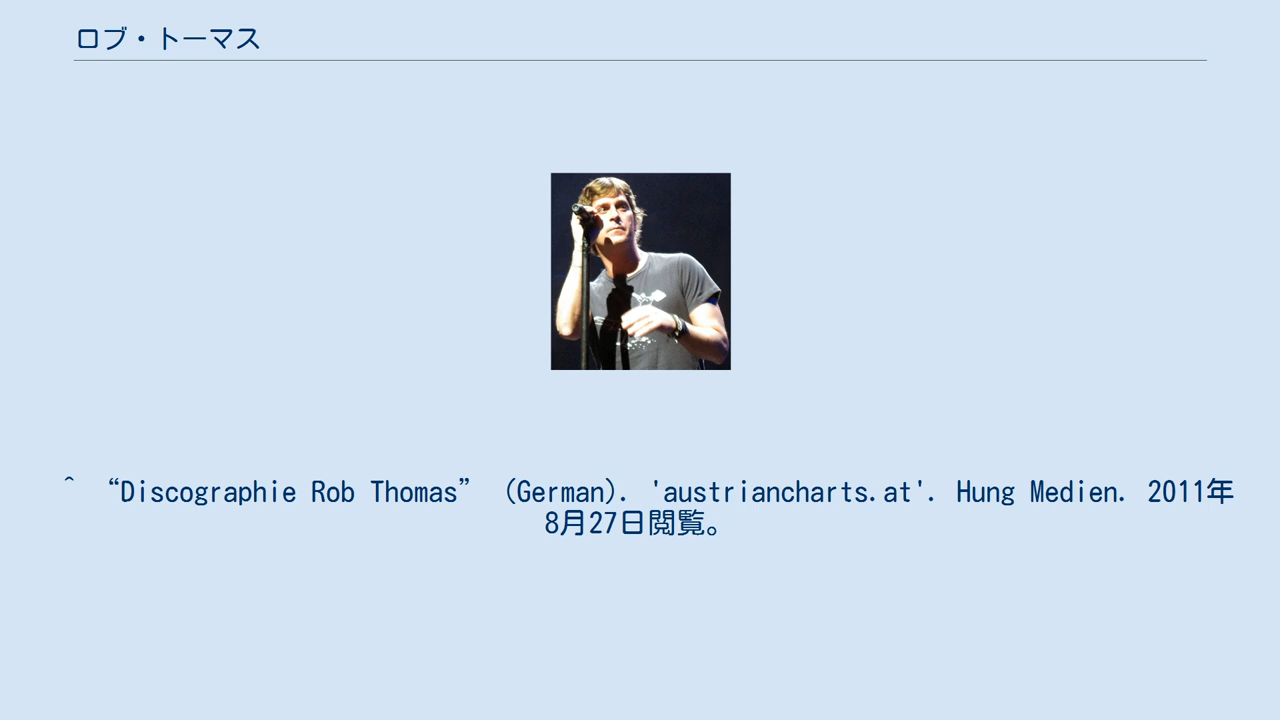 ロブ・トーマス
^ “Discographie Rob Thomas” (German). 'austriancharts.at'. Hung Medien. 2011年
8月27日閲覧。